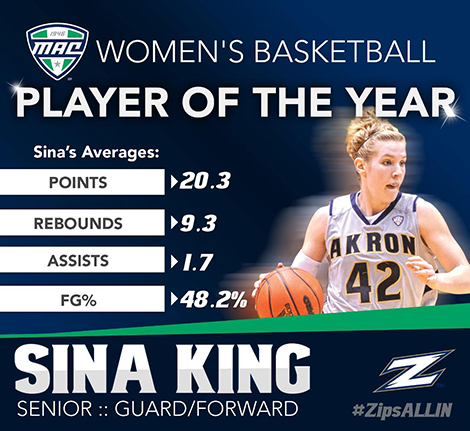 1946
MAC
WOMEN'S BASKETBALL
PLAYER OF THE YEAR
Sina's Averages:
POINTS 20.3
REBOUNDS 9.3
ASSISTS 1.7
FG% 48.2%
AKRON
42
SINA KING
SENIOR :: GUARD/FORWARD
Z
#ZipsALLIN